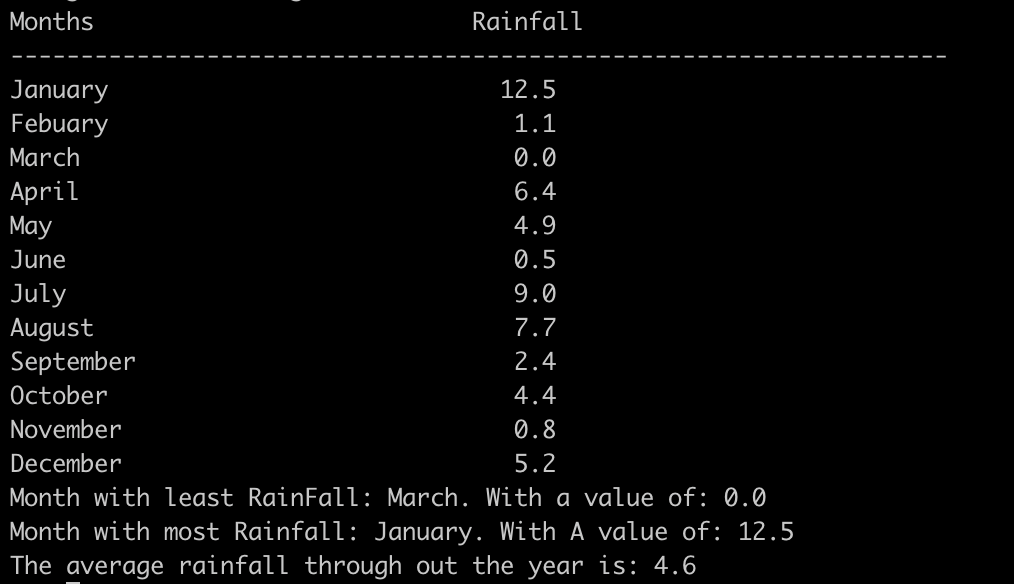 Months Rainfall
--------------------------------------------------------------------
January 12.5
Febuary 1.1
March 0.0
April 6.4
May 4.9
June 0.5
July 9.0
August 7.7
September 2.4
October 4.4
November 0.8
December 5.2
Month with least RainFall: March. With a value of: 0.0
Month with most Rainfall: January. With A value of: 12.5
The average rainfall through out the year is: 4.6